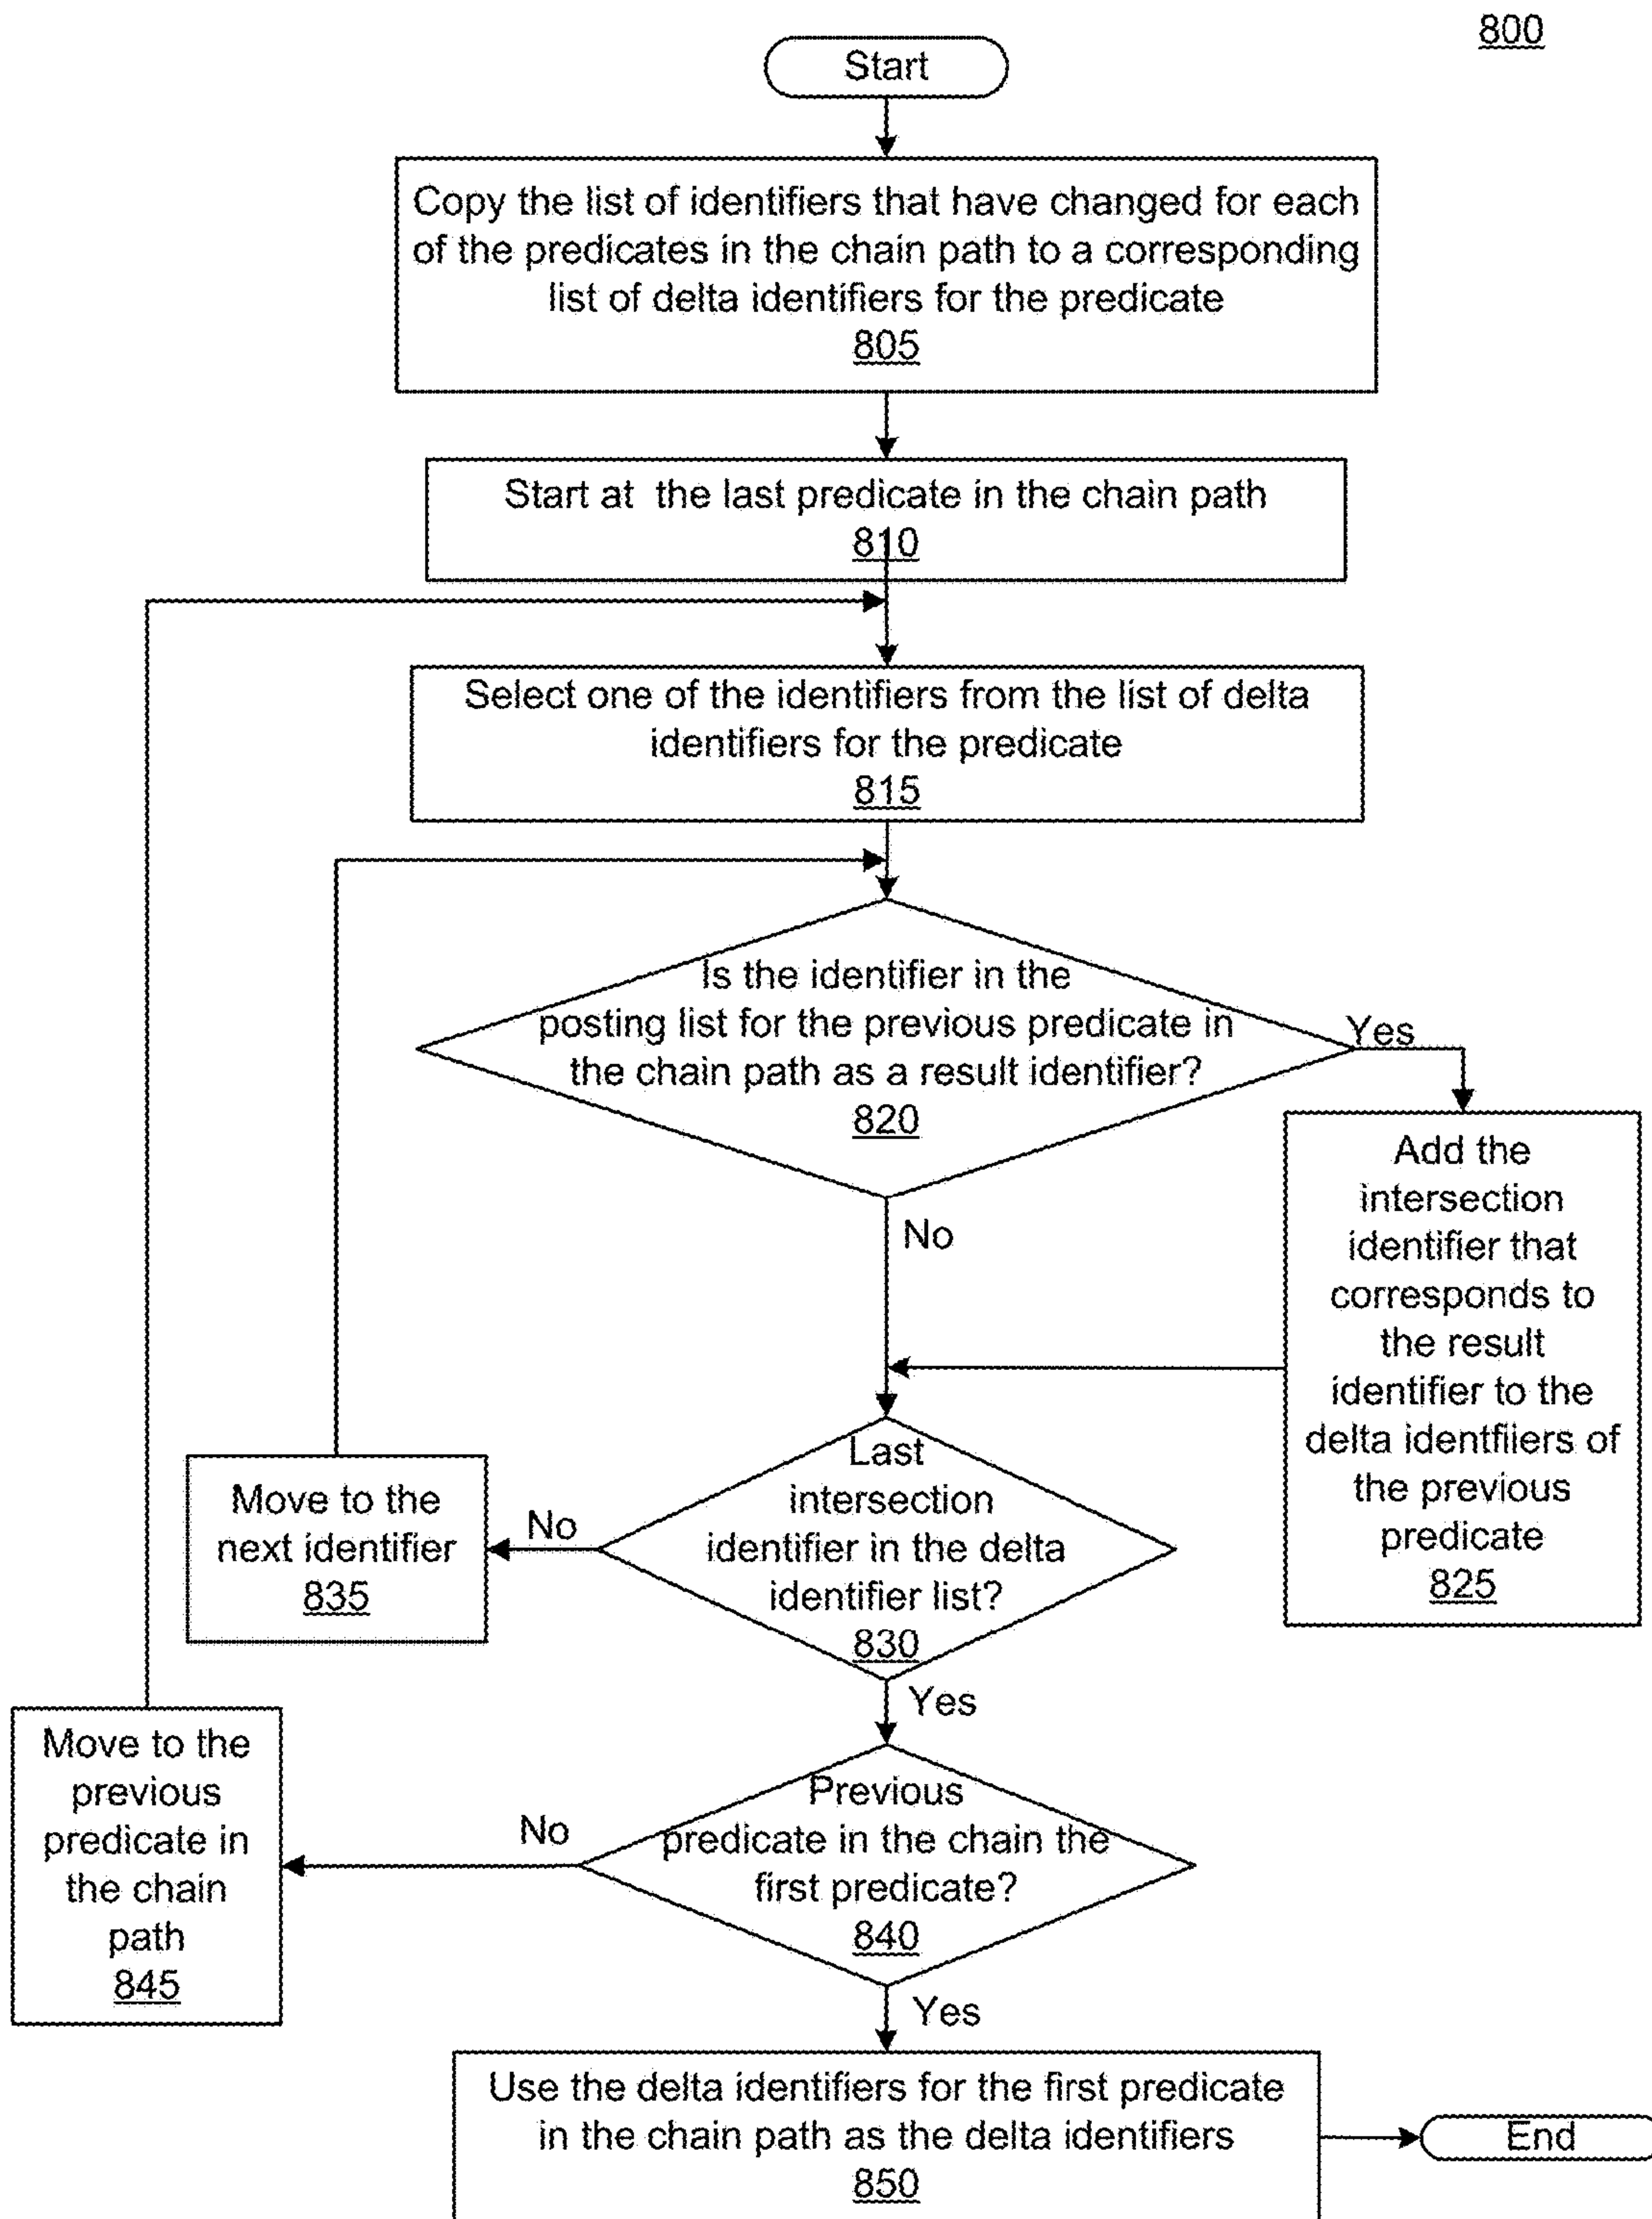 800
Start
Copy the list of identifiers that have changed for each
of the predicates in the chain path to a corresponding
list of delta identifiers for the predicate
805
Start at the last predicate in the chain path
810
Select one of the identifiers from the list of delta
identifiers for the predicate
815
Is the identifier in the
posting list for the previous predicate in
the chain path as a result identifier?
820
Yes
No
Add the
intersection
identifier that
corresponds to
the result
identifier to the
delta identfiiers of
the previous
predicate
825
Last
intersection
identifier in the delta
identifier list?
830
No
Move to the
next identifier
835
Yes
Previous
predicate in the chain the
first predicate?
840
No
Move to the
previous
predicate in
the chain
path
845
Yes
Use the delta identifiers for the first predicate
in the chain path as the delta identifiers
850
End